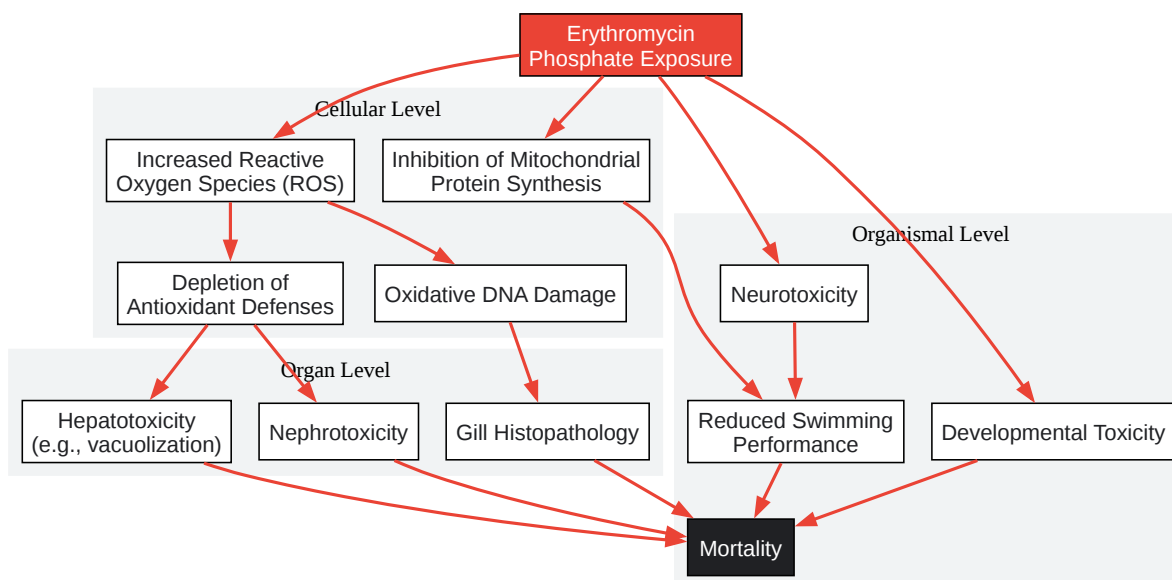 Erythromycin
Phosphate Exposure
Cellular Level
Increased Reactive
Oxygen Species (ROS)
Inhibition of Mitochondrial
Protein Synthesis
Organismal Level
Depletion of
Antioxidant Defenses
Oxidative DNA Damage
Neurotoxicity
Organ Level
Hepatotoxicity
(e.g., vacuolization)
Nephrotoxicity
Gill Histopathology
Reduced Swimming
Performance
Developmental Toxicity
Mortality